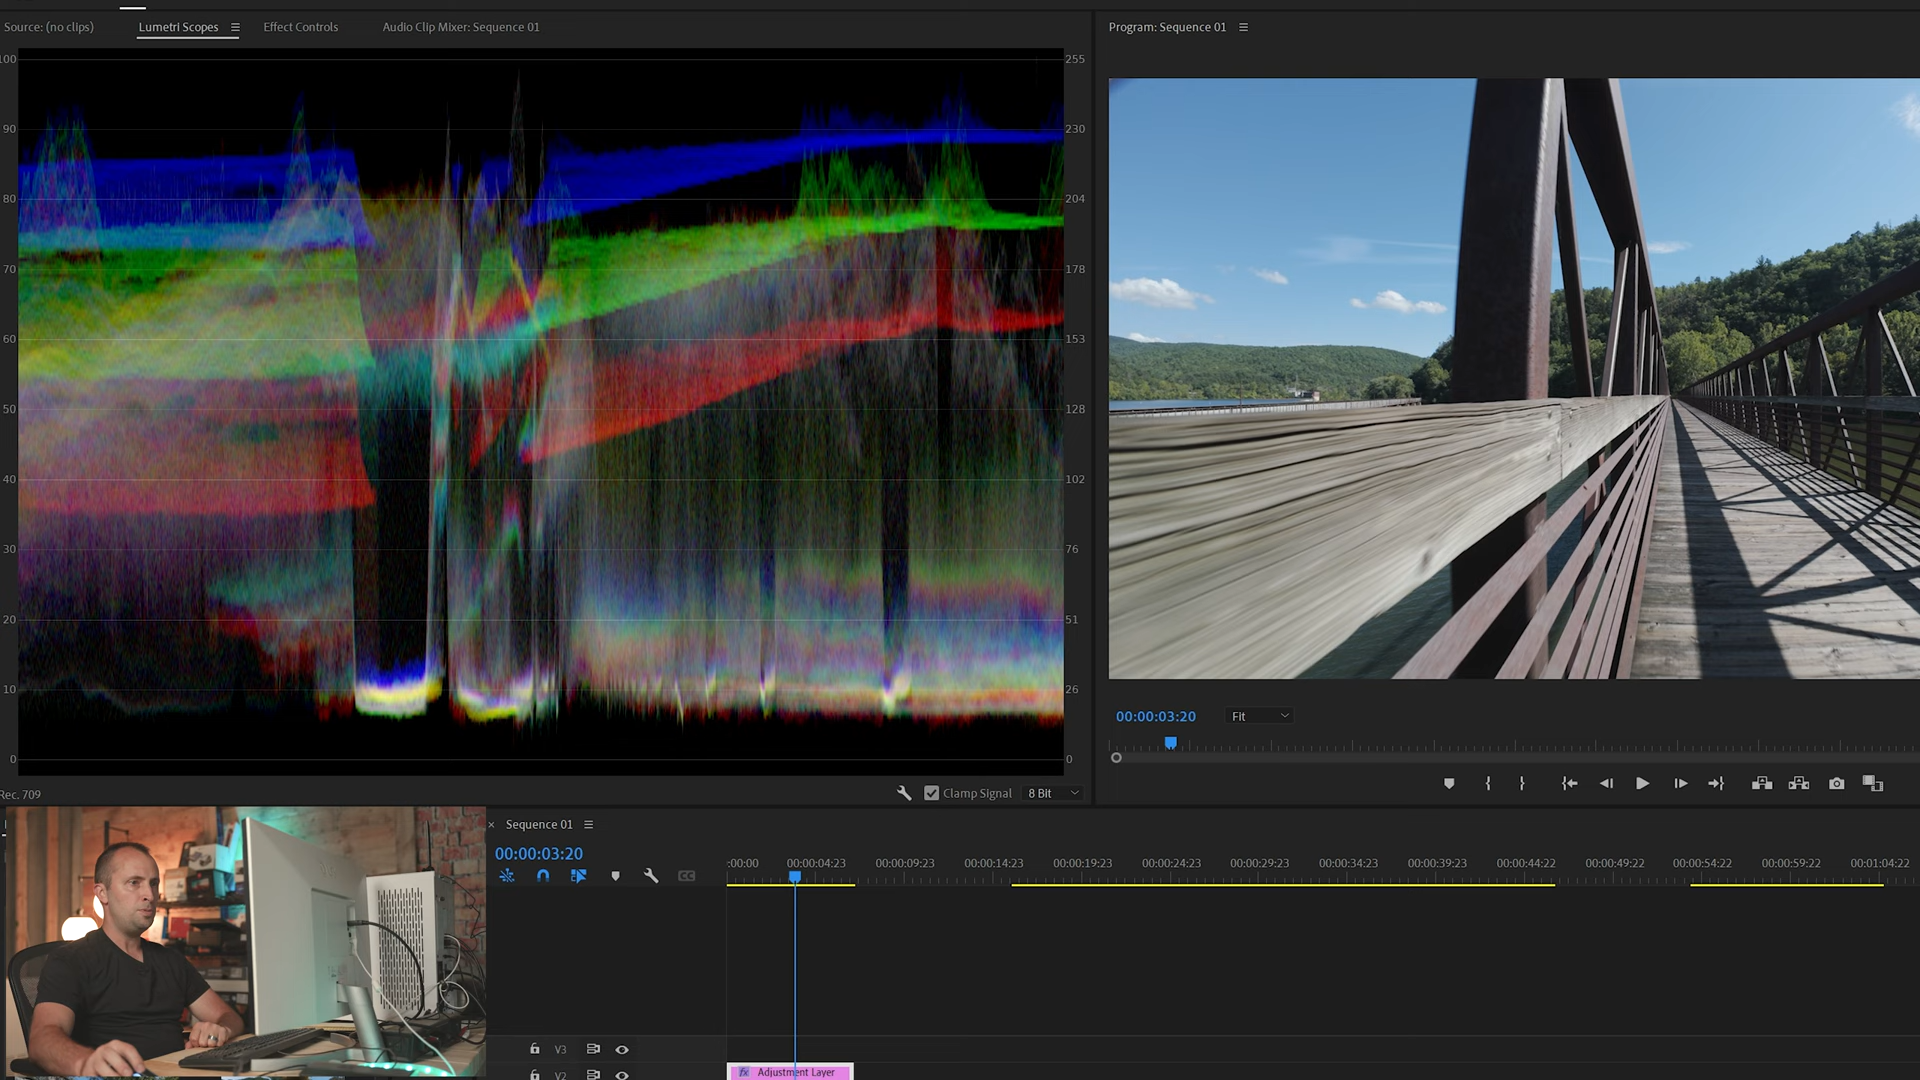 Source: (no clips)
Lumetri Scopes
Effect Controls
Audio Clip Mixer: Sequence 01
Program: Sequence 01
100
90
80
70
60
50
40
30
20
10
0
255
230
204
178
153
128
102
76
51
26
0
Rec. 709
Clamp Signal
8 Bit
00:00:03:20
Fit
× Sequence 01
00:00:03:20
CC
:00:00
00:00:04:23
00:00:09:23
00:00:14:23
00:00:19:23
00:00:24:23
00:00:29:23
00:00:34:23
00:00:39:23
00:00:44:22
00:00:49:22
00:00:54:22
00:00:59:22
00:01:04:22
V3
V2
fx Adjustment Layer